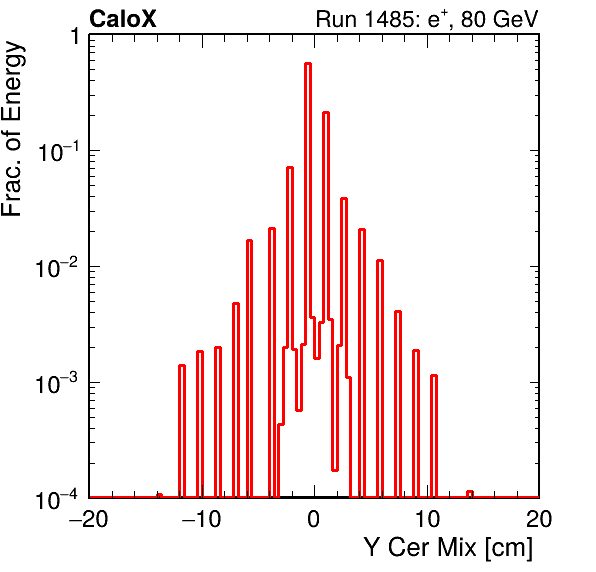 CaloX Run 1485: e⁺, 80 GeV
Frac. of Energy
1
10⁻¹
10⁻²
10⁻³
10⁻⁴
−20 −10 0 10 20
Y Cer Mix [cm]